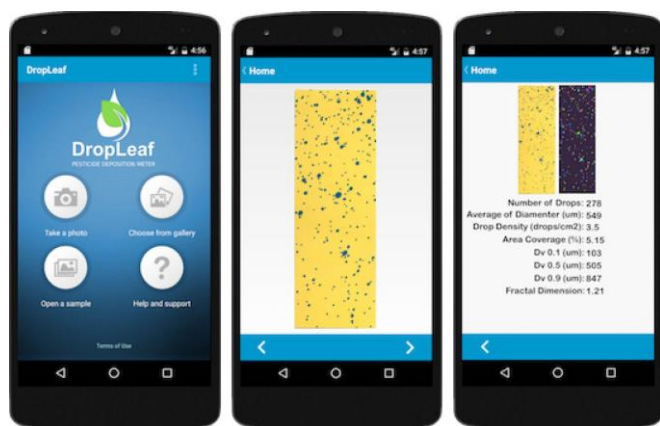 4:56
DropLeaf
DropLeaf
PESTICIDE DEPOSITION METER
Take a photo
Choose from gallery
Open a sample
Help and support
Terms of Use
4:57
Home
4:57
Home
Number of Drops: 278
Average of Diamenter (um): 549
Drop Density (drops/cm2): 3.5
Area Coverage (%): 5.15
Dv 0.1 (um): 103
Dv 0.5 (um): 505
Dv 0.9 (um): 847
Fractal Dimension: 1.21